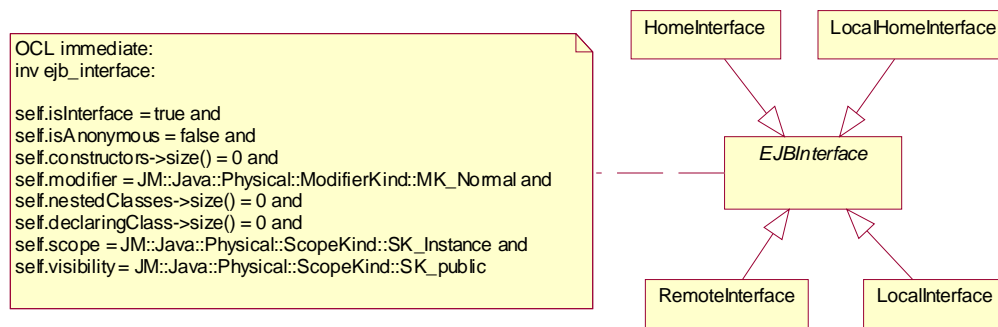 OCL immediate:
inv ejb_interface:
self.isInterface = true and
self.isAnonymous = false and
self.constructors->size() = 0 and
self.modifier = JM::Java::Physical::ModifierKind::MK_Normal and
self.nestedClasses->size() = 0 and
self.declaringClass->size() = 0 and
self.scope = JM::Java::Physical::ScopeKind::SK_Instance and
self.visibility = JM::Java::Physical::ScopeKind::SK_public
HomeInterface
LocalHomeInterface
EJBInterface
RemoteInterface
LocalInterface